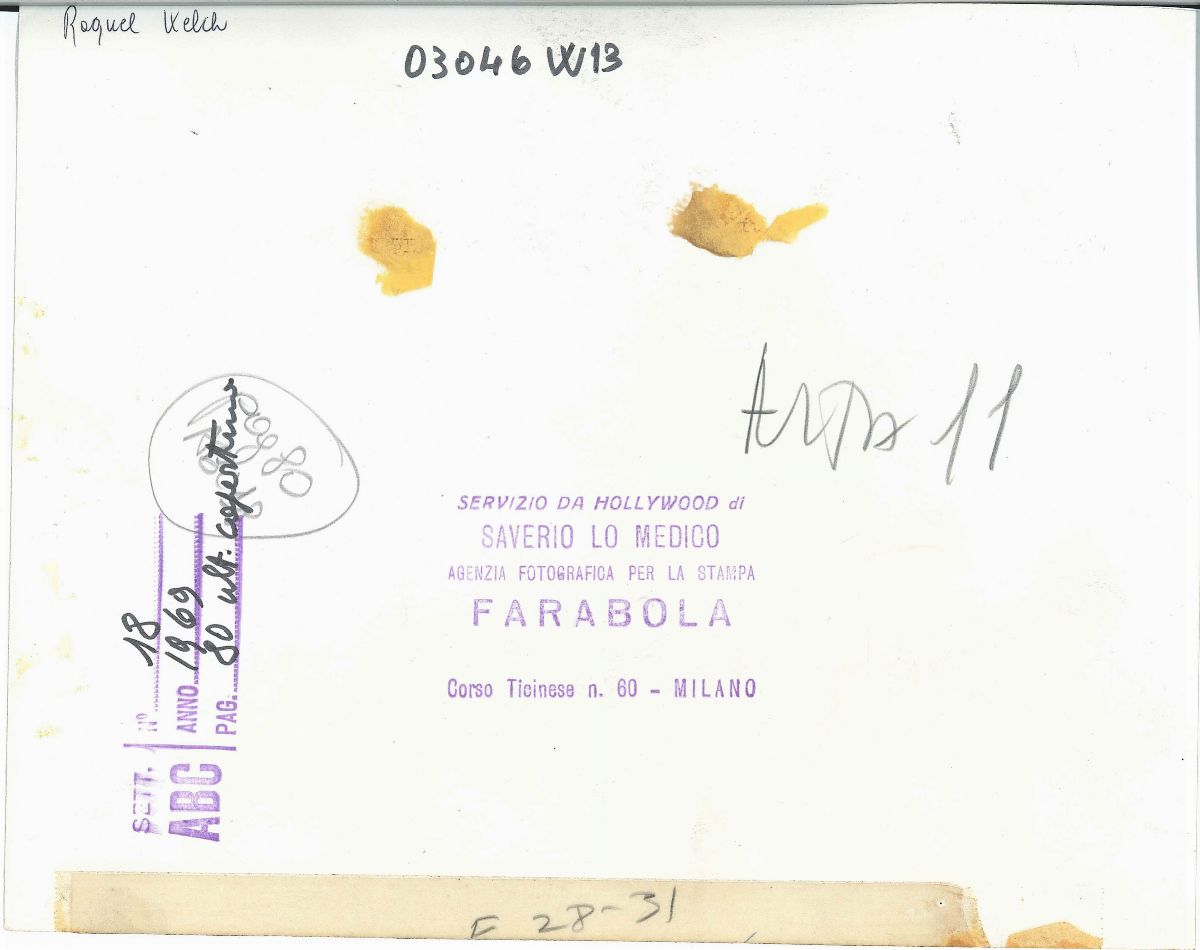 Raquel Welch
03046 W13
11
SERVIZIO DA HOLLYWOOD di
SAVERIO LO MEDICO
AGENZIA FOTOGRAFICA PER LA STAMPA
FARABOLA
Corso Ticinese n. 60 - MILANO
SETT. ABC
N° 18
ANNO 1969
PAG. 80 ult. copertina
F 28-31